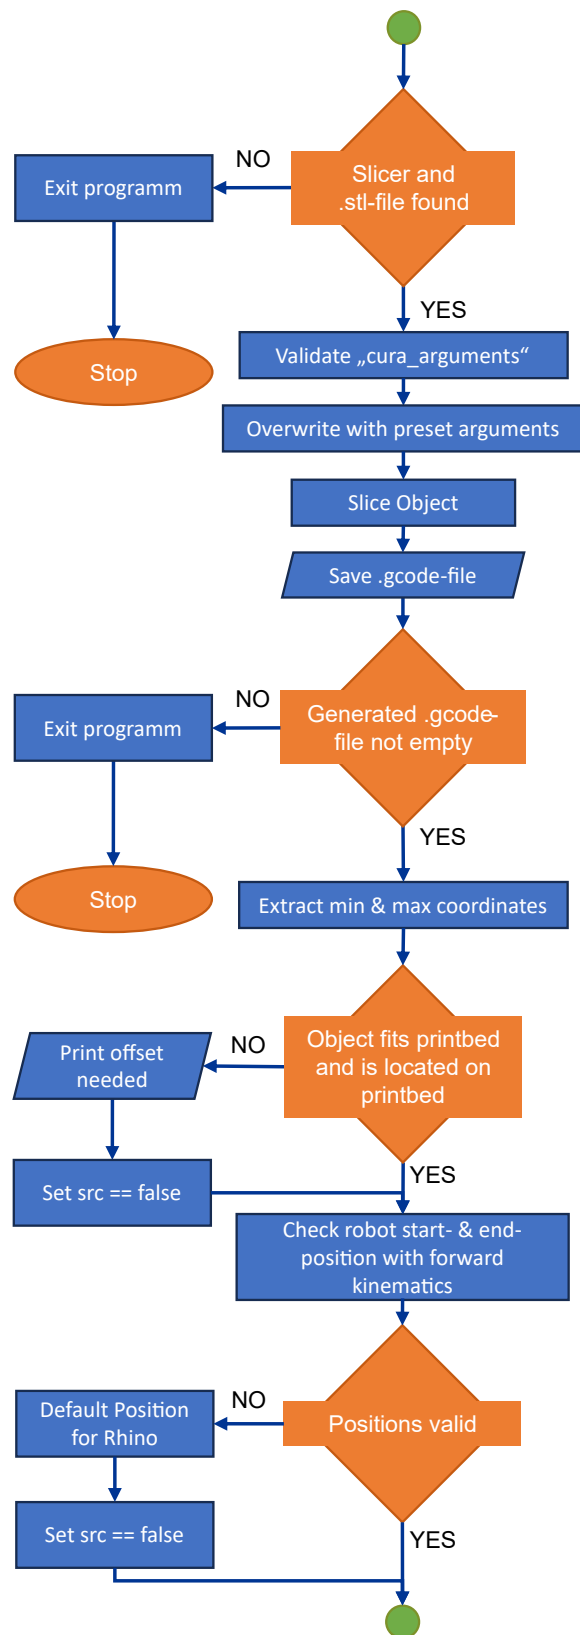 NO
Slicer and
.stl-file found
Exit programm
YES
Stop
Validate „cura_arguments“
Overwrite with preset arguments
Slice Object
Save .gcode-file
NO
Generated .gcode-
file not empty
Exit programm
YES
Stop
Extract min & max coordinates
Object fits printbed
and is located on
printbed
NO
Print offset
needed
YES
Set src == false
Check robot start- & end-
position with forward
kinematics
NO
Positions valid
Default Position
for Rhino
Set src == false
YES